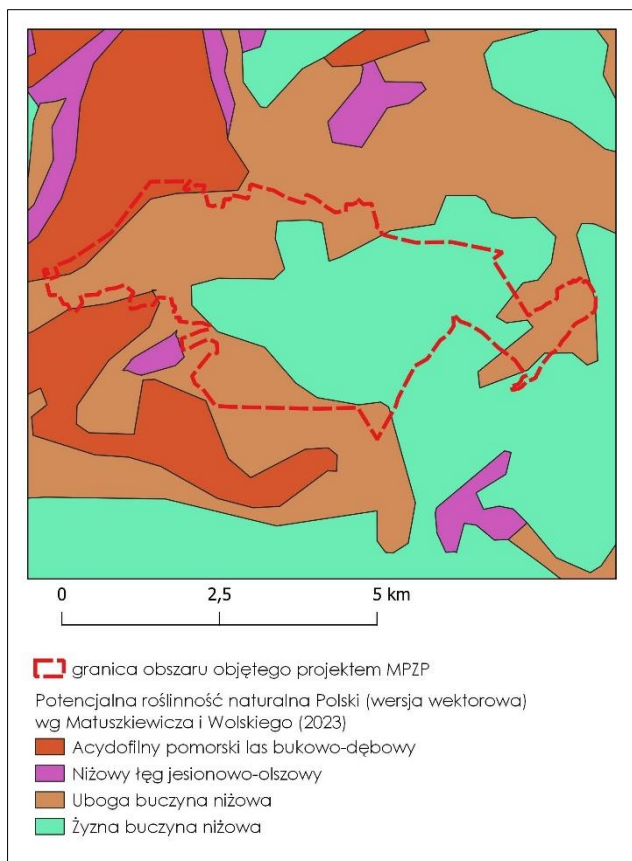 0 2,5 5 km
granica obszaru objętego projektem MPZP
Potencjalna roślinność naturalna Polski (wersja wektorowa)
wg Matuszkiewicza i Wolskiego (2023)
Acydofilny pomorski las bukowo-dębowy
Niżowy łęg jesionowo-olszowy
Uboga buczyna niżowa
Żyzna buczyna niżowa